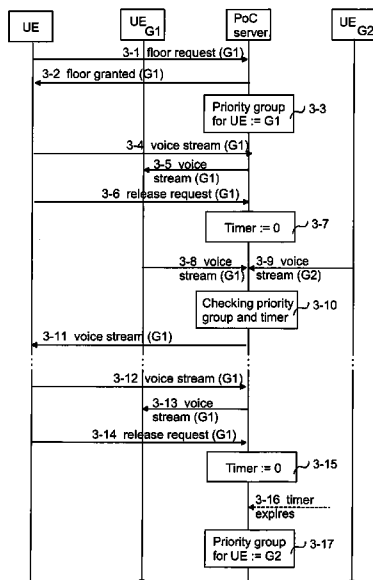 UE
UE G1
PoC server
UE G2
3-1 floor request (G1)
3-2 floor granted (G1)
Priority group
for UE := G1
3-3
3-4 voice stream (G1)
3-5 voice
stream (G1)
3-6 release request (G1)
Timer := 0
3-7
3-8 voice
stream (G1)
3-9 voice
stream (G2)
Checking priority
group and timer
3-10
3-11 voice stream (G1)
3-12 voice stream (G1)
3-13 voice
stream (G1)
3-14 release request (G1)
Timer := 0
3-15
3-16 timer
expires
Priority group
for UE := G2
3-17